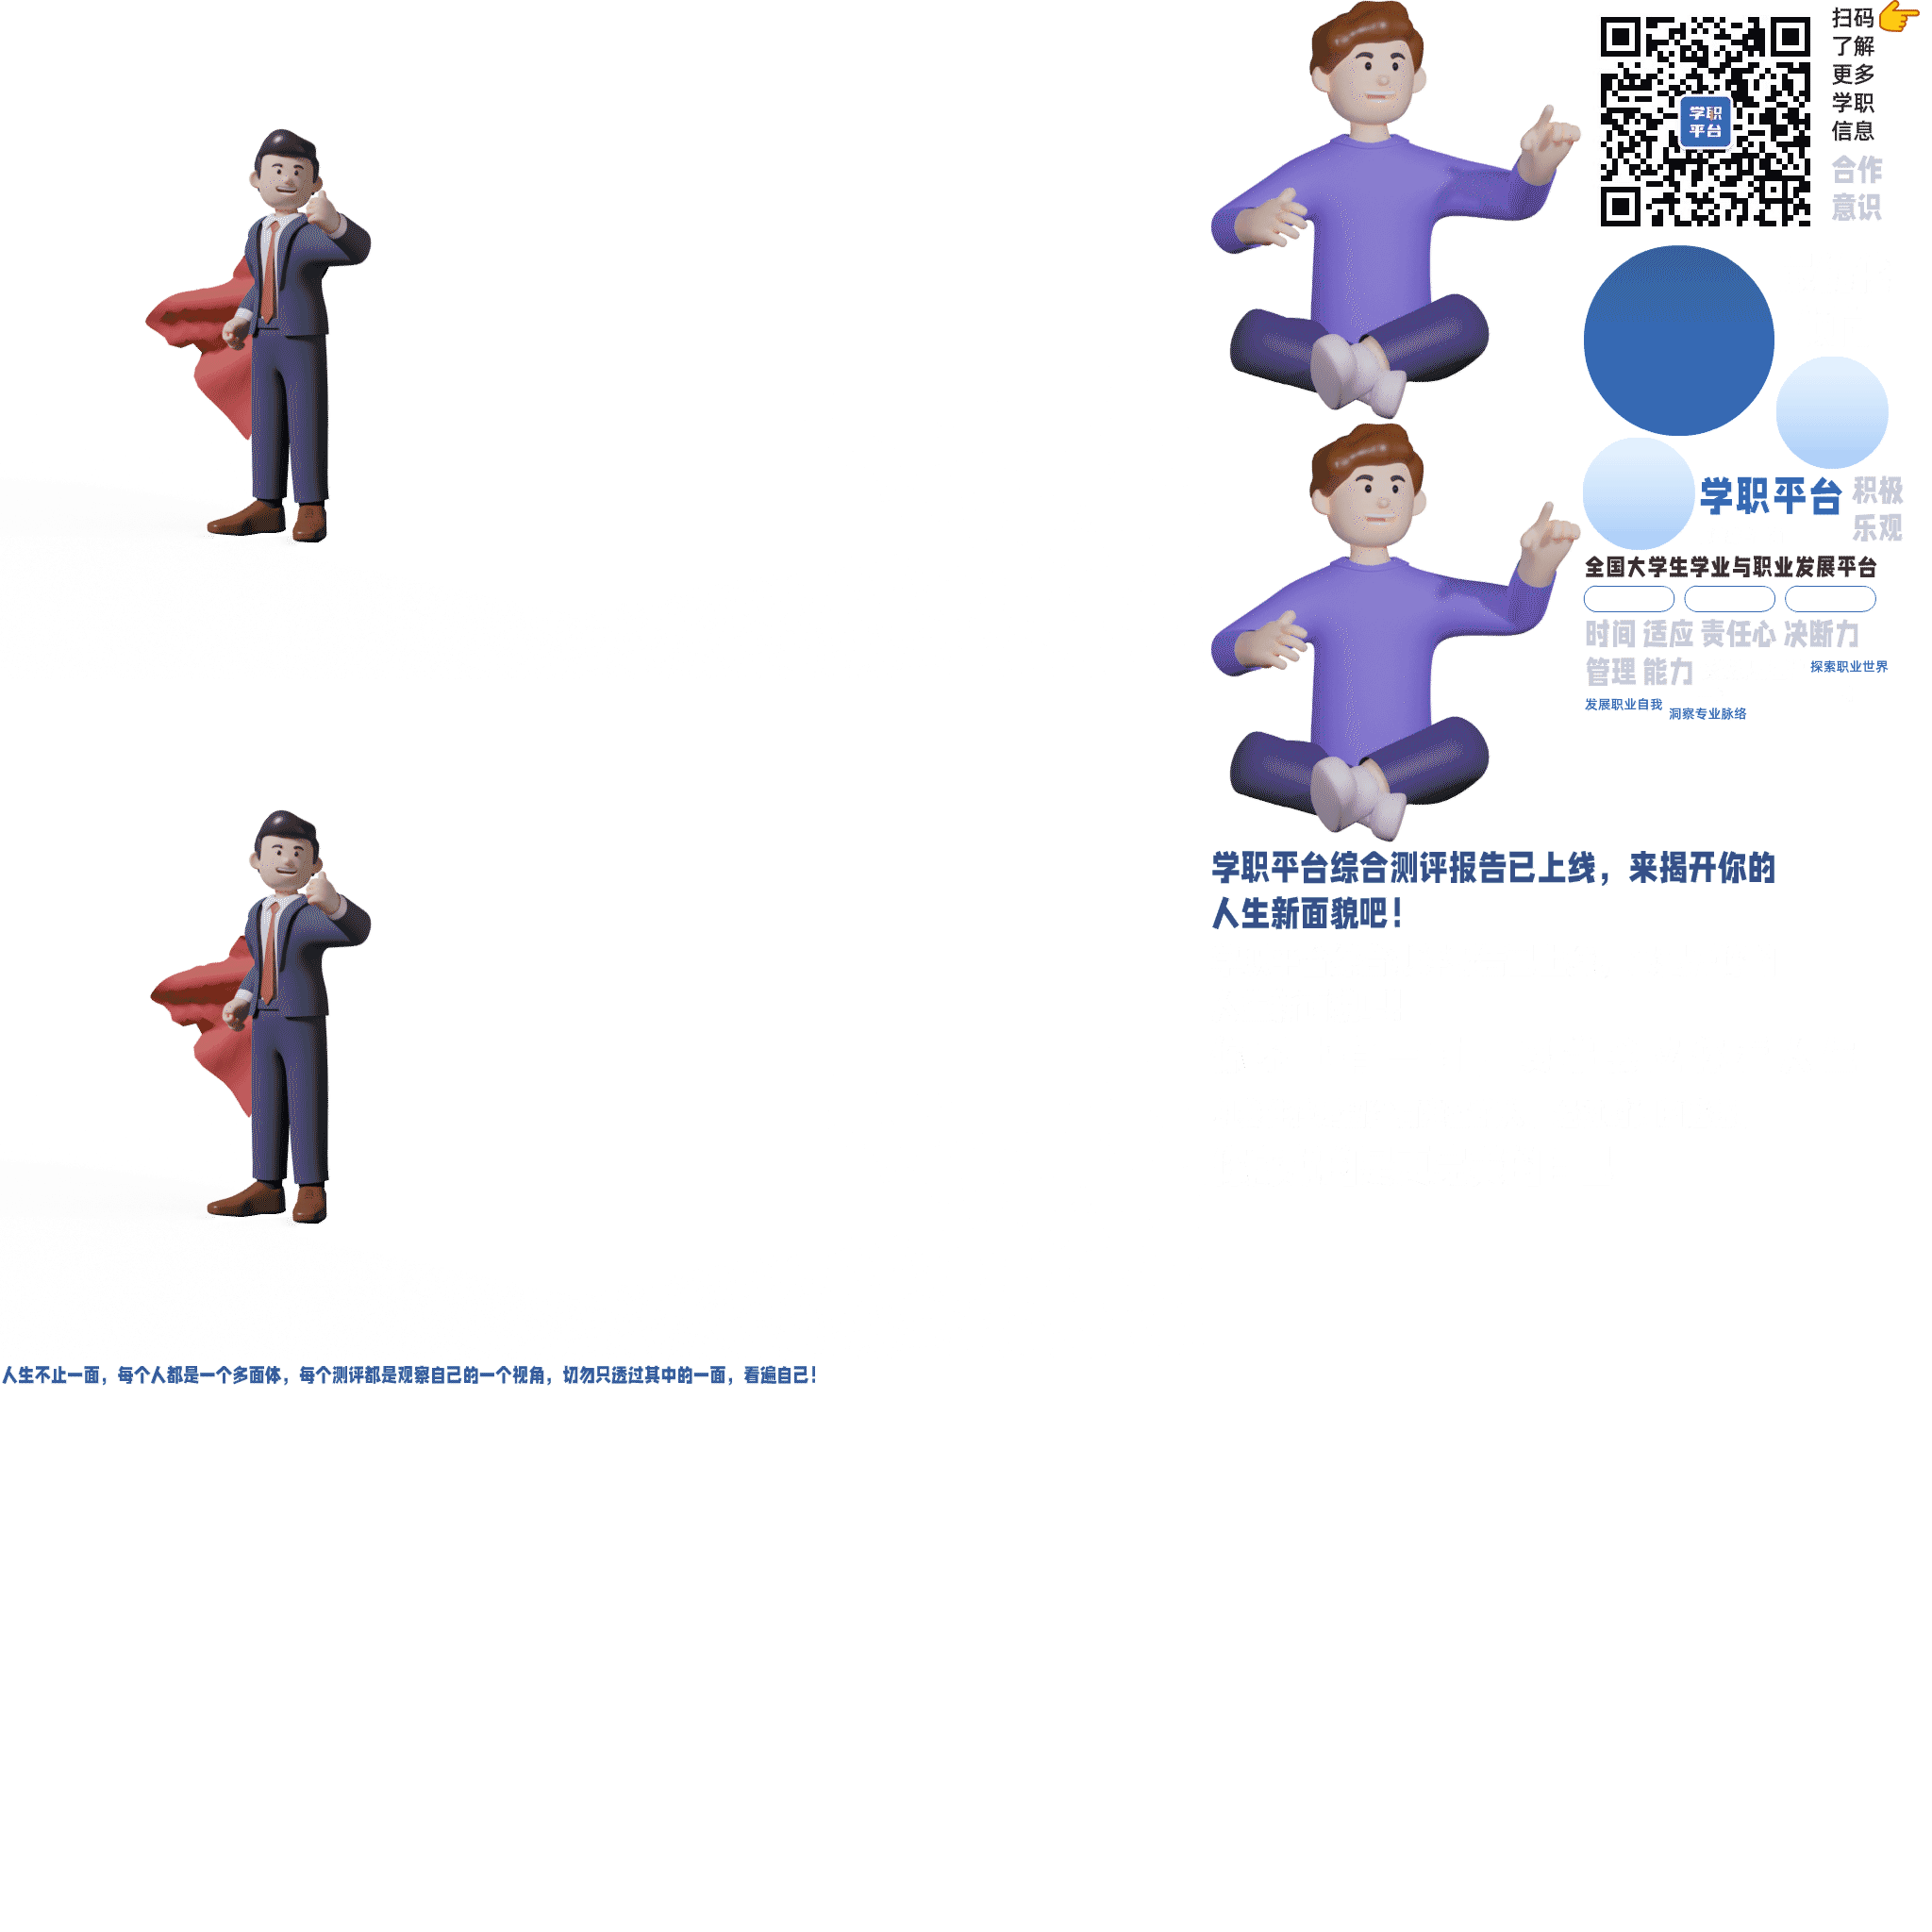 扫码
了解
更多
学职
信息
学职
平台
合作
意识
学职平台
积极
乐观
全国大学生学业与职业发展平台
时间
管理
适应
能力
责任心
决断力
探索职业世界
发展职业自我
洞察专业脉络
学职平台综合测评报告已上线，来揭开你的
人生新面貌吧！
人生不止一面，每个人都是一个多面体，每个测评都是观察自己的一个视角，切勿只透过其中的一面，看遍自己！